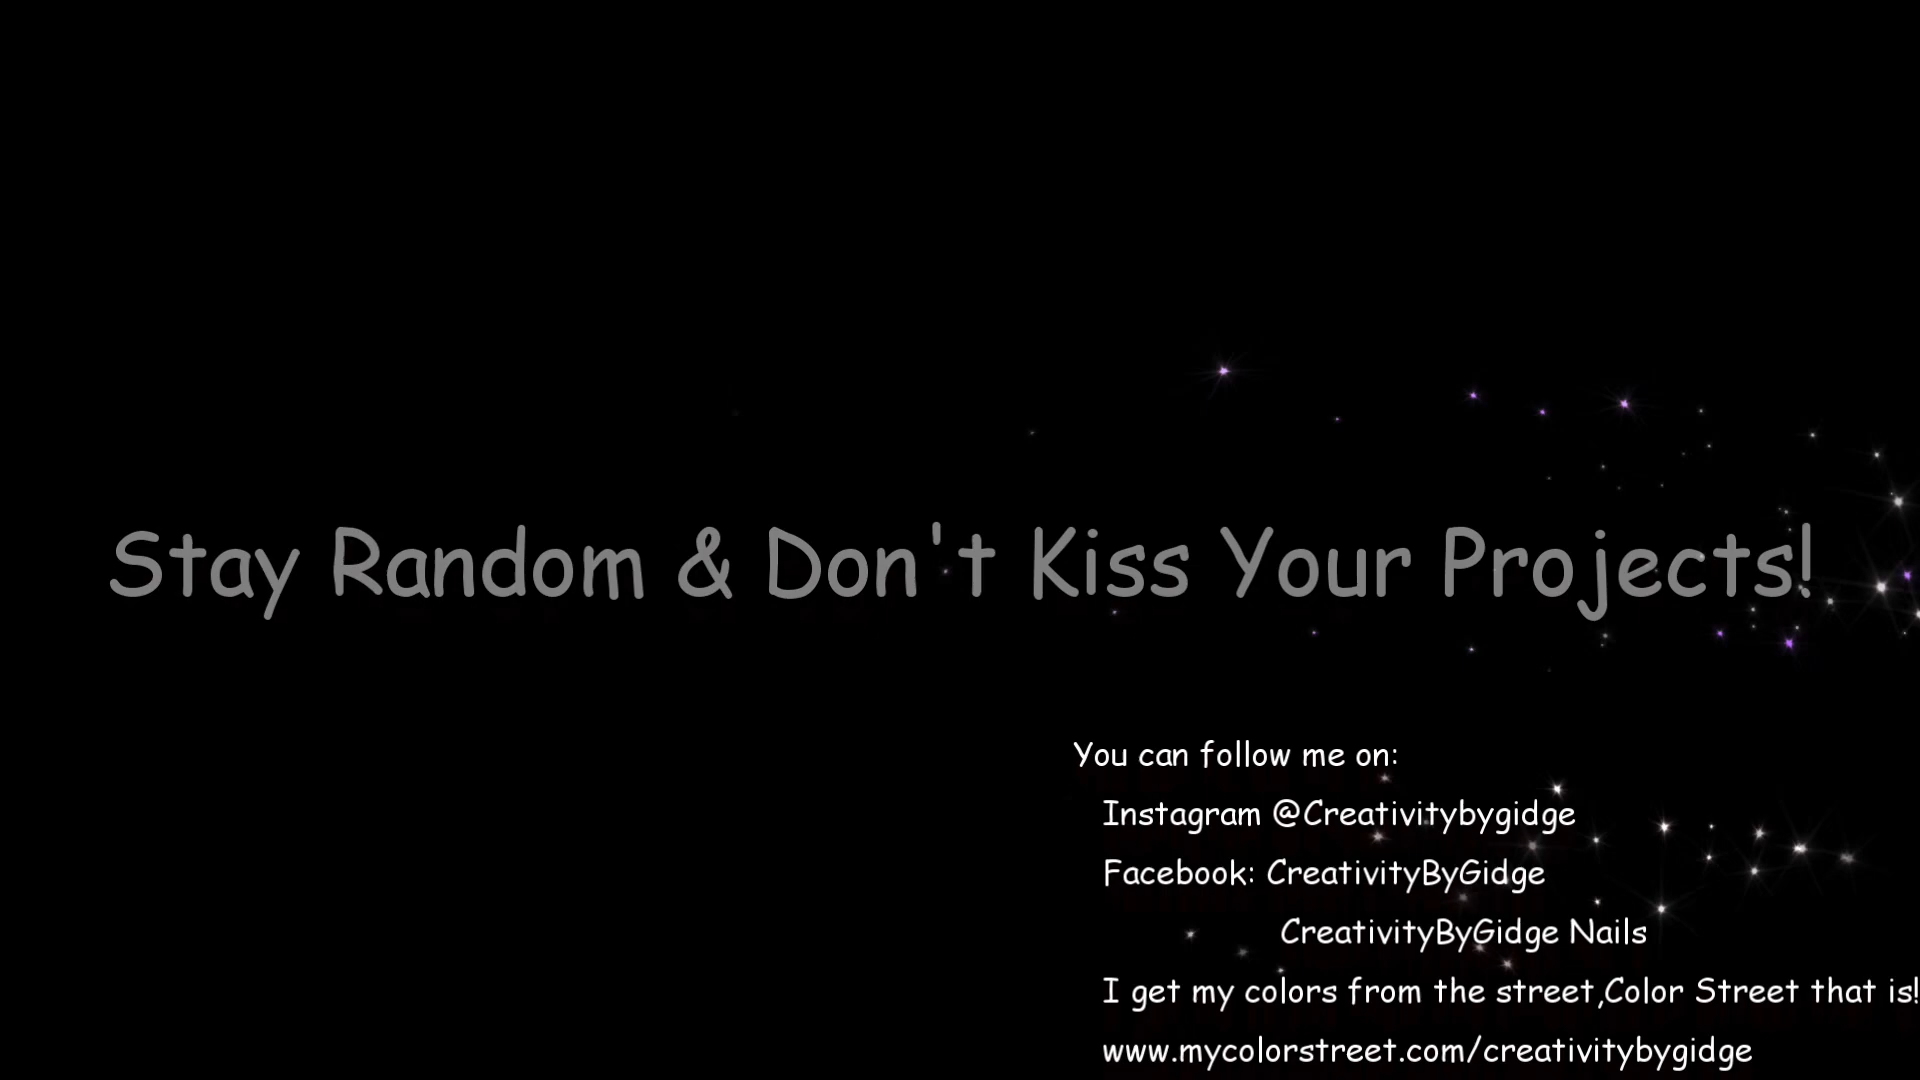 Stay Random & Don't Kiss Your Projects!
You can follow me on:
Instagram @Creativitybygidge
Facebook: CreativityByGidge
CreativityByGidge Nails
I get my colors from the street,Color Street that is!
www.mycolorstreet.com/creativitybygidge